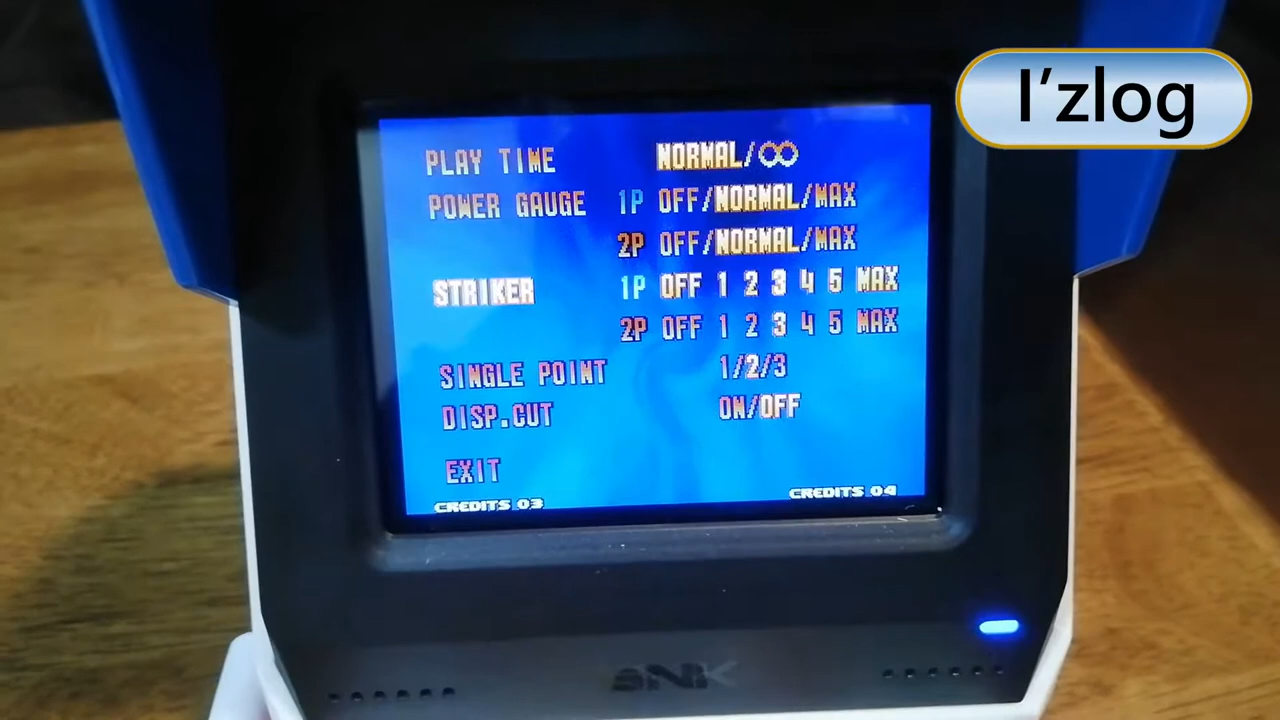 I'zlog
PLAY TIME NORMAL/∞
POWER GAUGE 1P OFF/NORMAL/MAX
2P OFF/NORMAL/MAX
STRIKER 1P OFF 1 2 3 4 5 MAX
2P OFF 1 2 3 4 5 MAX
SINGLE POINT 1/2/3
DISP.CUT ON/OFF
EXIT
CREDITS 03 CREDITS 04
SNK